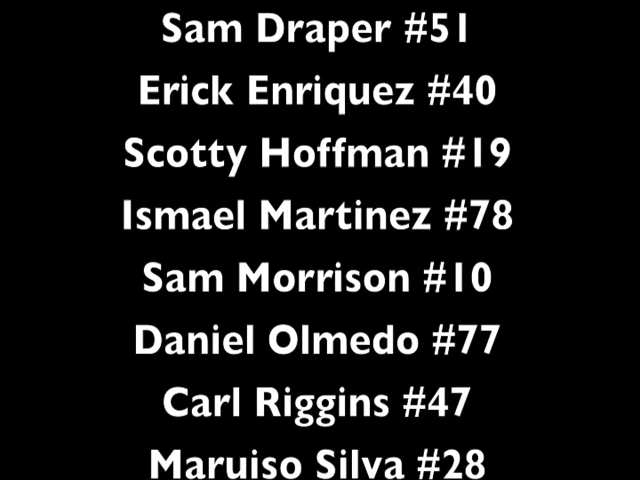 Sam Draper #51
Erick Enriquez #40
Scotty Hoffman #19
Ismael Martinez #78
Sam Morrison #10
Daniel Olmedo #77
Carl Riggins #47
Maruiso Silva #28